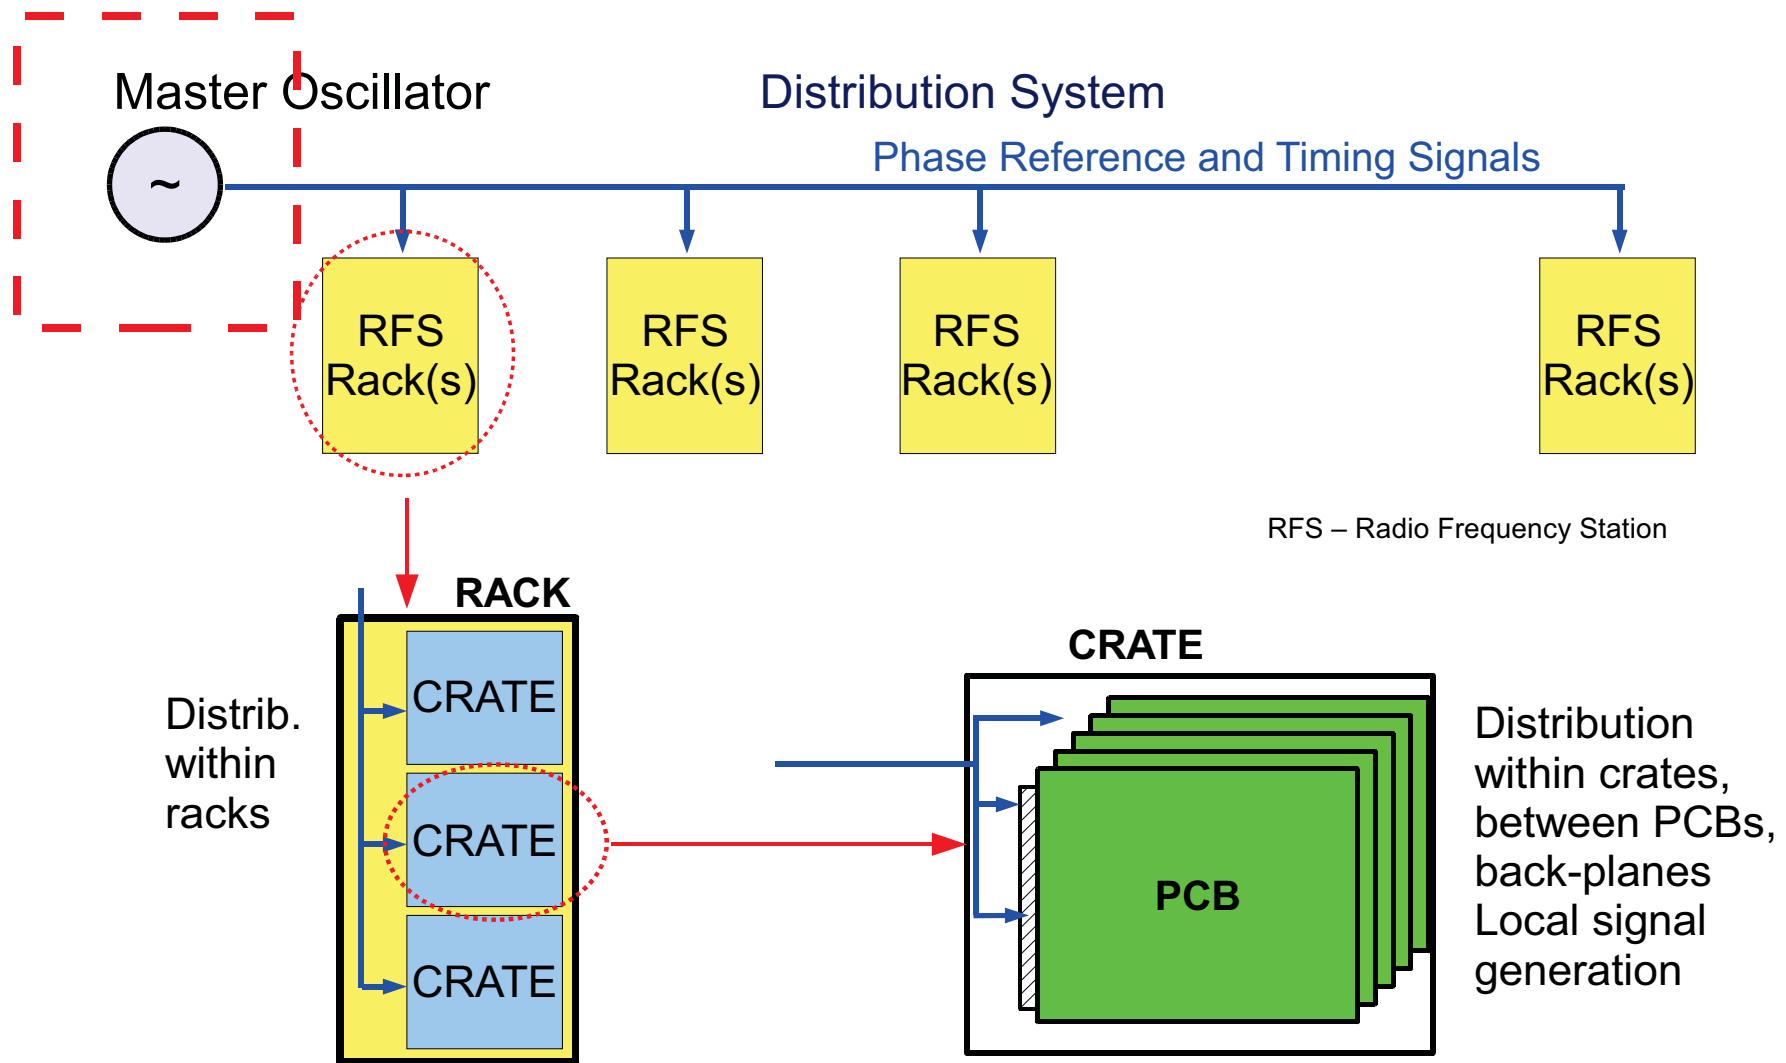 Master Oscillator
Distribution System
Phase Reference and Timing Signals
~
RFS
Rack(s)
RFS
Rack(s)
RFS
Rack(s)
RFS
Rack(s)
RFS – Radio Frequency Station
RACK
CRATE
CRATE
CRATE
Distrib.
within
racks
CRATE
PCB
Distribution
within crates,
between PCBs,
back-planes
Local signal
generation